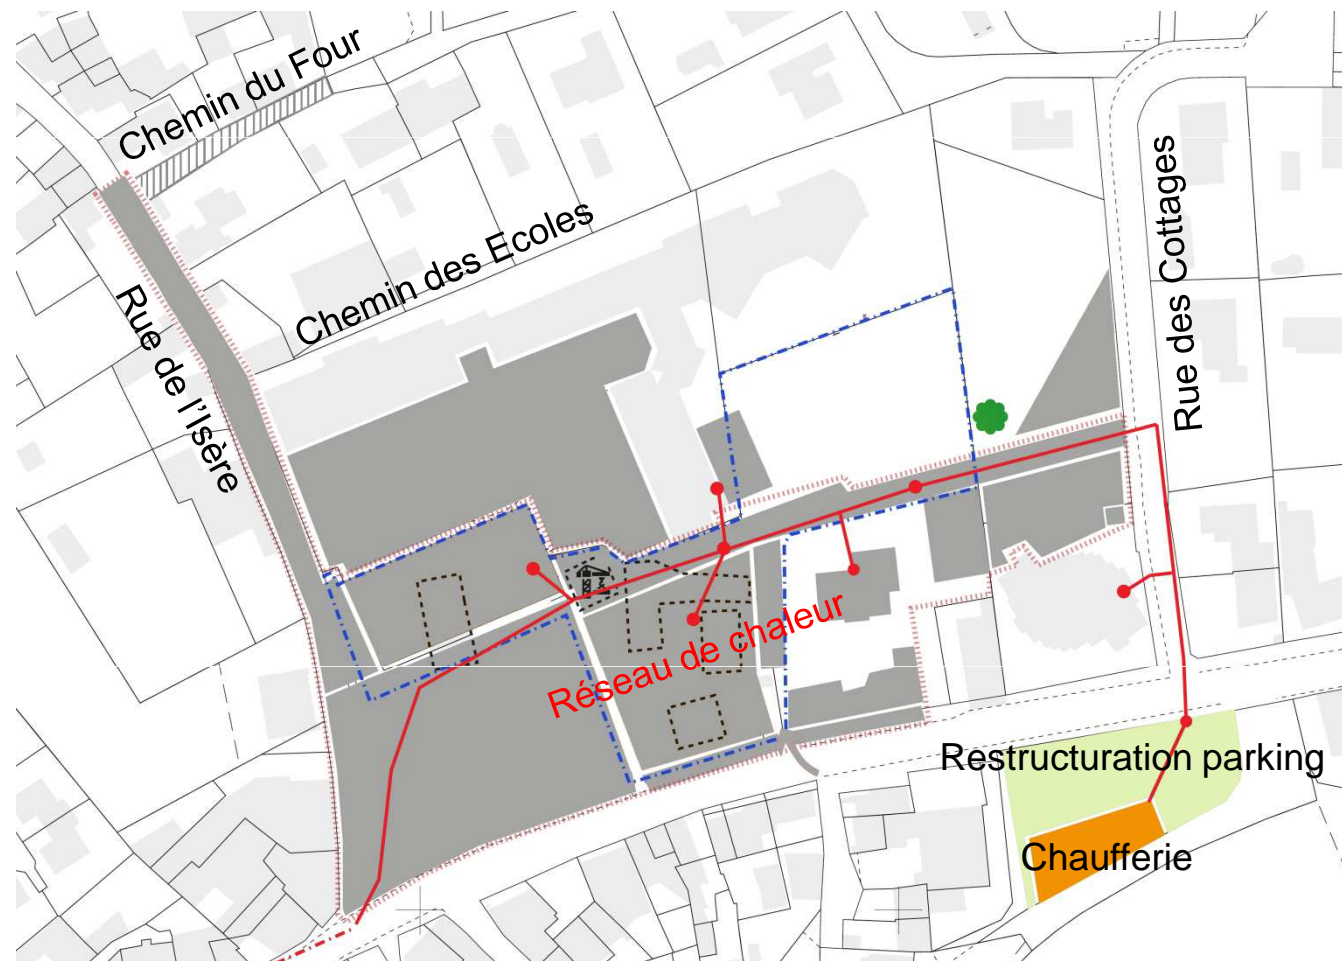 Chemin du Four
Chemin des Ecoles
Rue de l'Isère
Rue des Cottages
Réseau de chaleur
Restructuration parking
Chaufferie